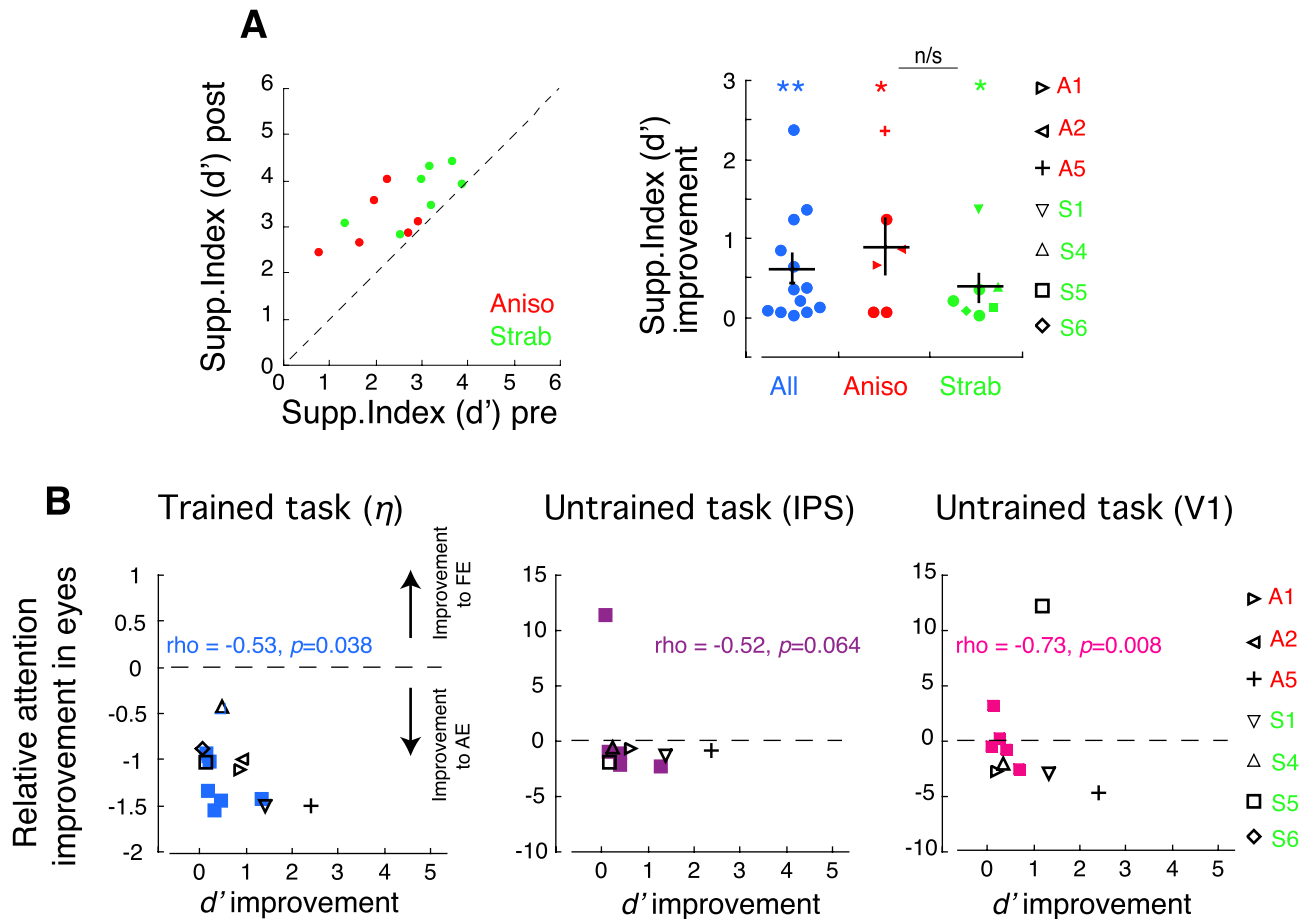 A
6
5
4
3
2
1
0
0 1 2 3 4 5 6
Supp.Index (d') post
Supp.Index (d') pre
Aniso
Strab
n/s
3
2
1
0
** * *
Supp.Index (d')
improvement
All Aniso Strab
A1
A2
A5
S1
S4
S5
S6
B
Trained task (η)
Relative attention
improvement in eyes
1
0.5
0
-0.5
-1
-1.5
-2
rho = -0.53, p=0.038
Improvement
to FE
Improvement
to AE
0 1 2 3 4 5
d' improvement
Untrained task (IPS)
15
10
5
0
-5
-10
rho = -0.52, p=0.064
0 1 2 3 4 5
d' improvement
Untrained task (V1)
15
10
5
0
-5
-10
rho = -0.73, p=0.008
0 1 2 3 4 5
d' improvement
A1
A2
A5
S1
S4
S5
S6